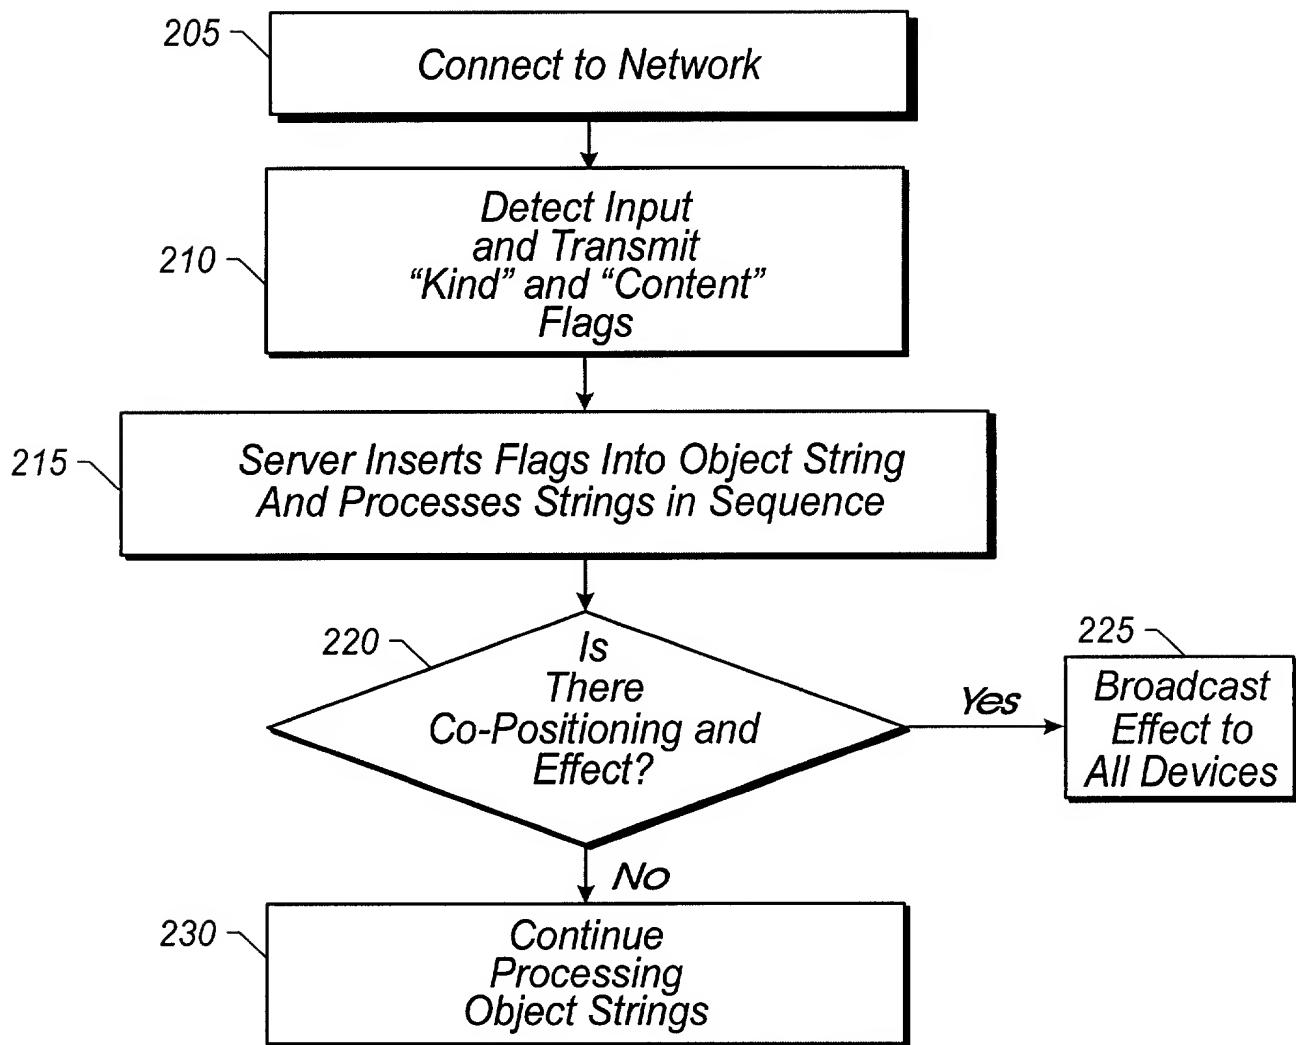 205
Connect to Network
210
Detect Input
and Transmit
“Kind” and “Content”
Flags
215
Server Inserts Flags Into Object String
And Processes Strings in Sequence
220
Is
There
Co-Positioning and
Effect?
Yes
225
Broadcast
Effect to
All Devices
No
230
Continue
Processing
Object Strings